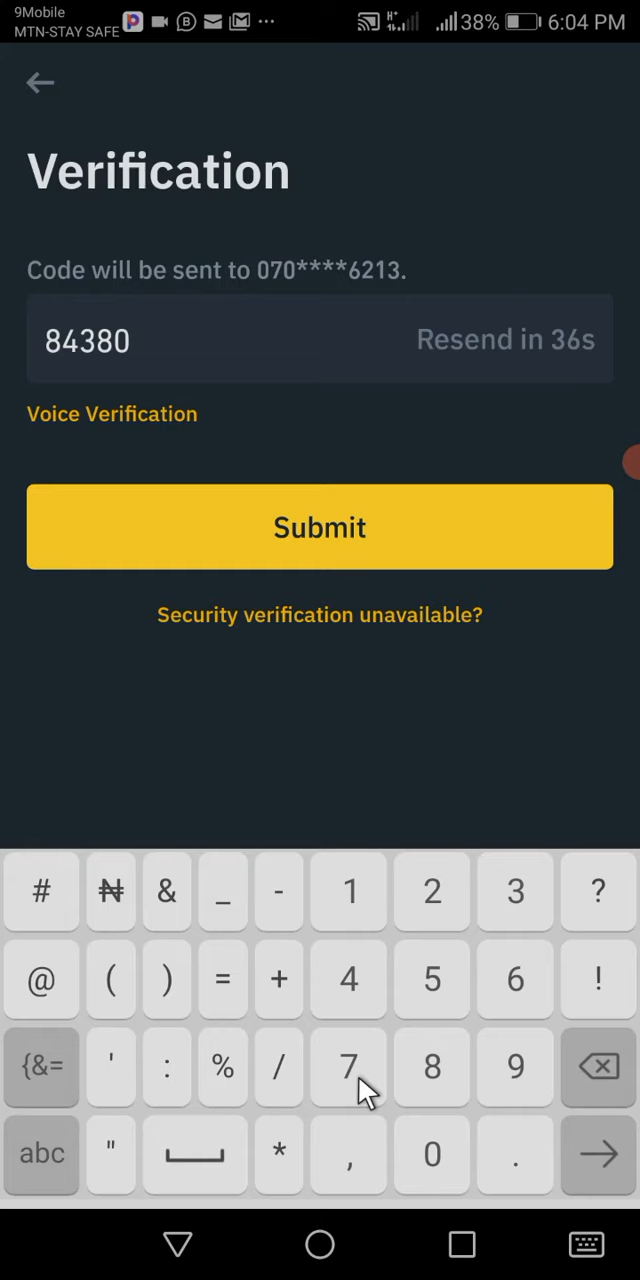 9Mobile
MTN-STAY SAFE
38%
6:04 PM
Verification
Code will be sent to 070****6213.
84380
Resend in 36s
Voice Verification
Submit
Security verification unavailable?
# ₦ & _ - 1 2 3 ?
@ ( ) = + 4 5 6 !
{&= ' : % / 7 8 9
abc " * , 0 .